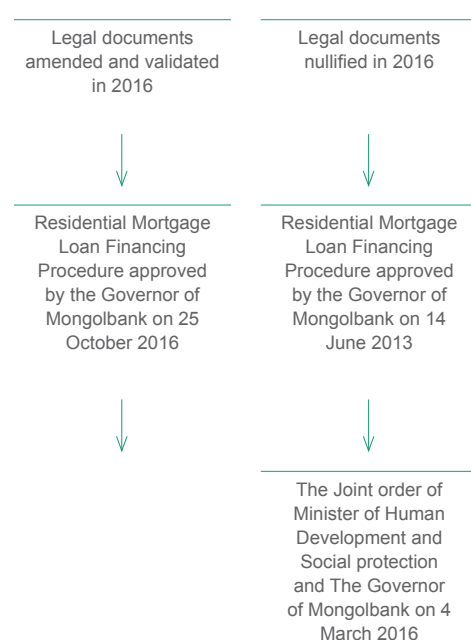 Legal documents
amended and validated
in 2016
Legal documents
nullified in 2016
Residential Mortgage
Loan Financing
Procedure approved
by the Governor of
Mongolbank on 25
October 2016
Residential Mortgage
Loan Financing
Procedure approved
by the Governor of
Mongolbank on 14
June 2013
The Joint order of
Minister of Human
Development and
Social protection
and The Governor
of Mongolbank on 4
March 2016